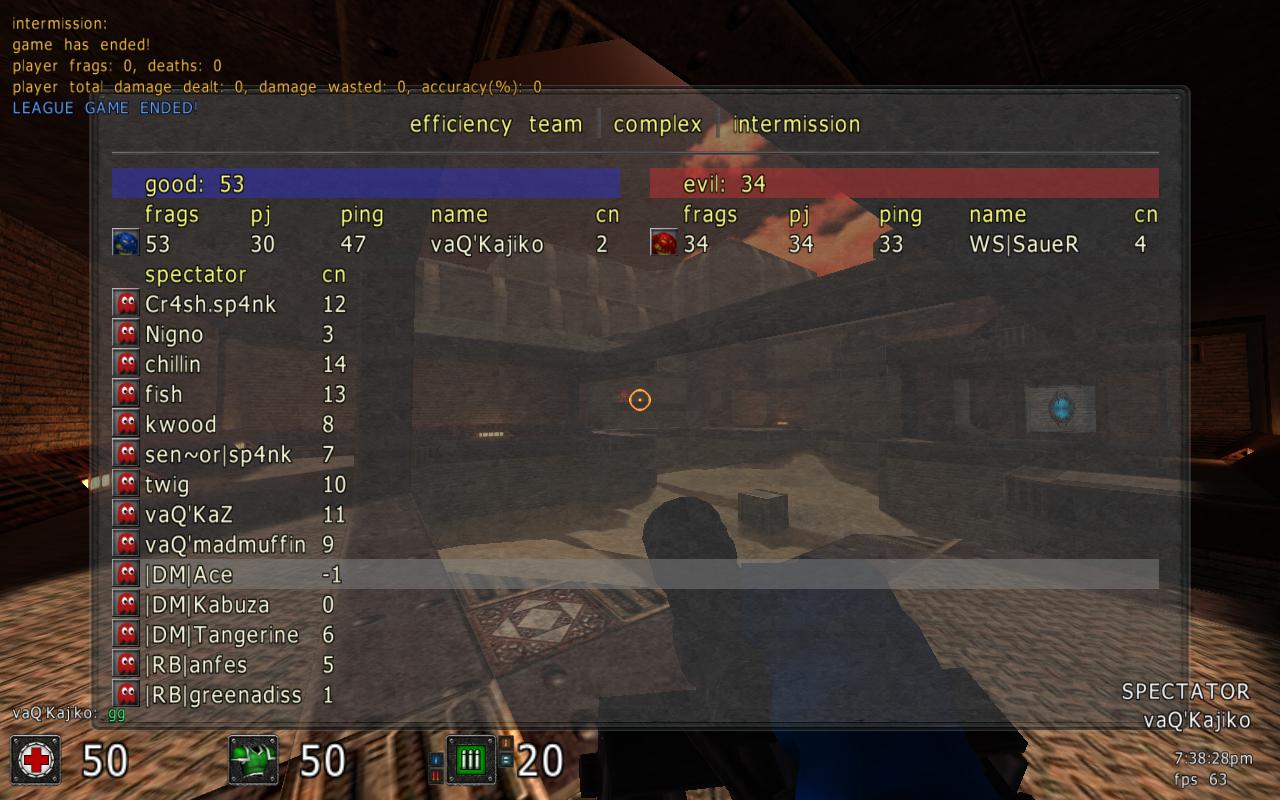 intermission:
game has ended!
player frags: 0, deaths: 0
player total damage dealt: 0, damage wasted: 0, accuracy(%): 0
LEAGUE GAME ENDED!
efficiency team | complex | intermission
good: 53
frags pj ping name cn
53 30 47 vaQ'Kajiko 2
evil: 34
frags pj ping name cn
34 34 33 WS|SaueR 4
spectator cn
Cr4sh.sp4nk 12
Nigno 3
chillin 14
fish 13
kwood 8
sen~or|sp4nk 7
twig 10
vaQ'KaZ 11
vaQ'madmuffin 9
|DM|Ace -1
|DM|Kabuza 0
|DM|Tangerine 6
|RB|anfes 5
|RB|greenadiss 1
vaQ'Kajiko: gg
SPECTATOR
vaQ'Kajiko
50 50 20
7:38:28pm
fps 63